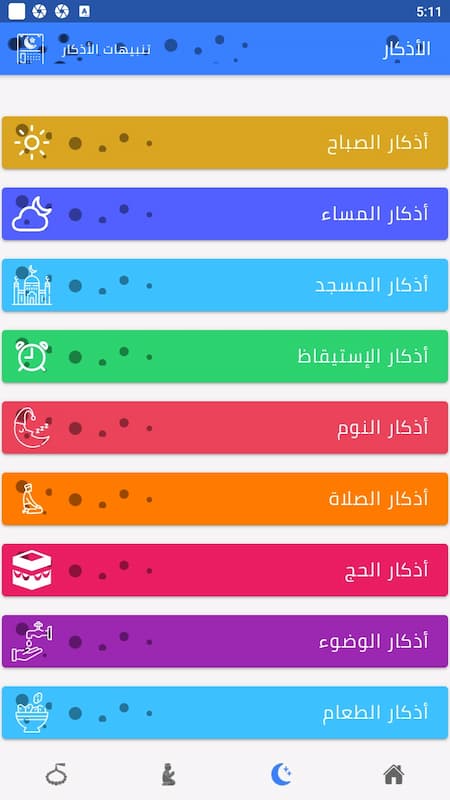 5:11
الأذكار
تنبيهات الأذكار
أذكار الصباح
أذكار المساء
أذكار المسجد
أذكار الإستيقاظ
أذكار النوم
أذكار الصلاة
أذكار الحج
أذكار الوضوء
أذكار الطعام